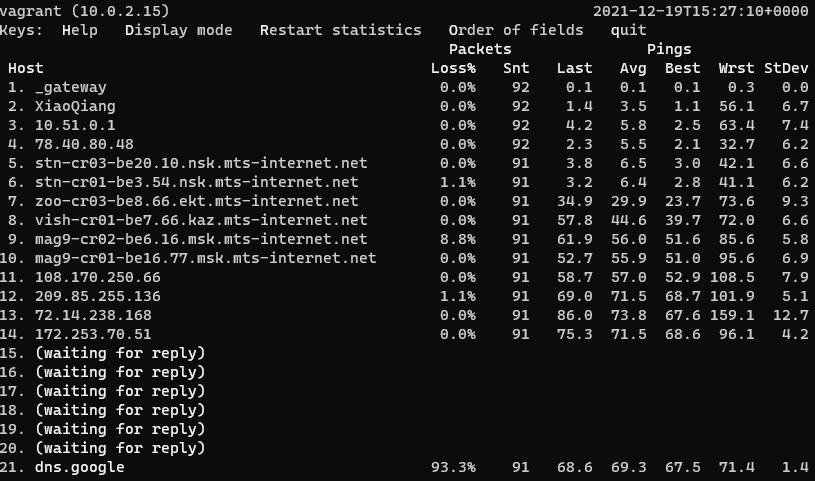 vagrant (10.0.2.15) 2021-12-19T15:27:10+0000
Keys: Help Display mode Restart statistics Order of fields quit
Packets Pings
Host Loss% Snt Last Avg Best Wrst StDev
1. _gateway 0.0% 92 0.1 0.1 0.1 0.3 0.0
2. XiaoQiang 0.0% 92 1.4 3.5 1.1 56.1 6.7
3. 10.51.0.1 0.0% 92 4.2 5.8 2.5 63.4 7.4
4. 78.40.80.48 0.0% 92 2.3 5.5 2.1 32.7 6.2
5. stn-cr03-be20.10.nsk.mts-internet.net 0.0% 91 3.8 6.5 3.0 42.1 6.6
6. stn-cr01-be3.54.nsk.mts-internet.net 1.1% 91 3.2 6.4 2.8 41.1 6.2
7. zoo-cr03-be8.66.ekt.mts-internet.net 0.0% 91 34.9 29.9 23.7 73.6 9.3
8. vish-cr01-be7.66.kaz.mts-internet.net 0.0% 91 57.8 44.6 39.7 72.0 6.6
9. mag9-cr02-be6.16.msk.mts-internet.net 8.8% 91 61.9 56.0 51.6 85.6 5.8
10. mag9-cr01-be16.77.msk.mts-internet.net 0.0% 91 52.7 55.9 51.0 95.6 6.9
11. 108.170.250.66 0.0% 91 58.7 57.0 52.9 108.5 7.9
12. 209.85.255.136 1.1% 91 69.0 71.5 68.7 101.9 5.1
13. 72.14.238.168 0.0% 91 86.0 73.8 67.6 159.1 12.7
14. 172.253.70.51 0.0% 91 75.3 71.5 68.6 96.1 4.2
15. (waiting for reply)
16. (waiting for reply)
17. (waiting for reply)
18. (waiting for reply)
19. (waiting for reply)
20. (waiting for reply)
21. dns.google 93.3% 91 68.6 69.3 67.5 71.4 1.4